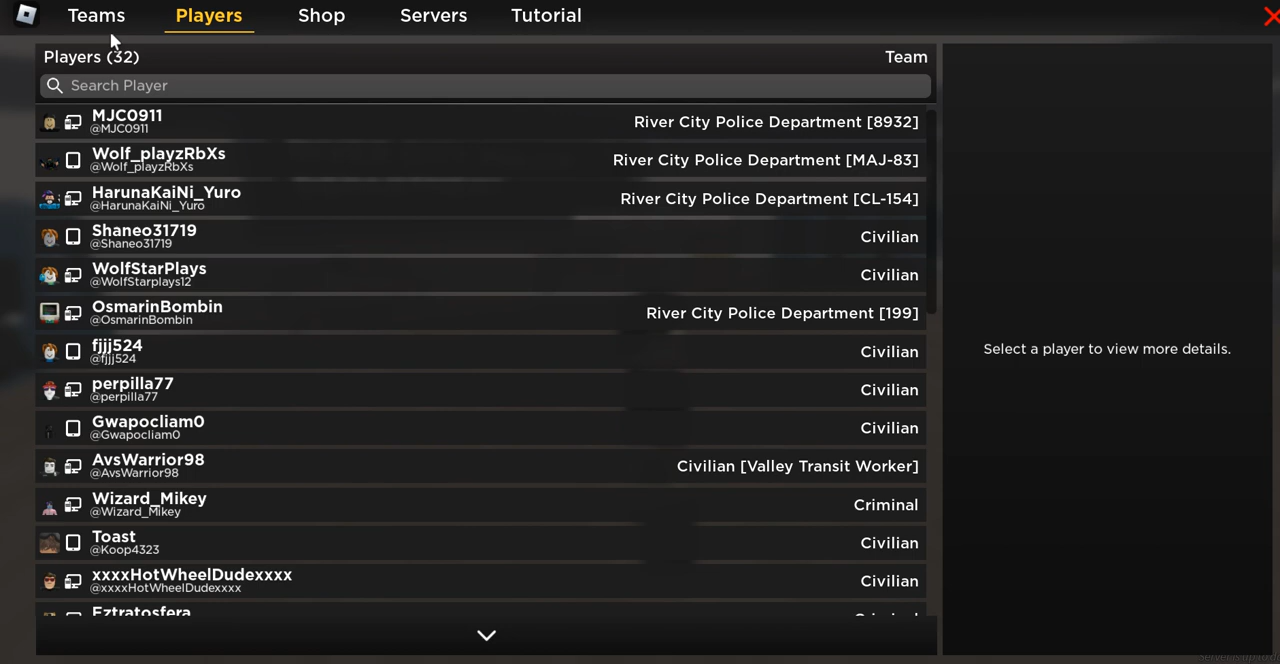 Teams Players Shop Servers Tutorial
Players (32) Team
Search Player
MJC0911
@MJC0911
River City Police Department [8932]
Wolf_playzRbXs
@Wolf_playzRbXs
River City Police Department [MAJ-83]
HarunaKaiNi_Yuro
@HarunaKaiNi_Yuro
River City Police Department [CL-154]
Shaneo31719
@Shaneo31719
Civilian
WolfStarPlays
@WolfStarplays12
Civilian
OsmarinBombin
@OsmarinBombin
River City Police Department [199]
fjjj524
@fjjj524
Civilian
perpilla77
@perpilla77
Civilian
Gwapocliam0
@Gwapocliam0
Civilian
AvsWarrior98
@AvsWarrior98
Civilian [Valley Transit Worker]
Wizard_Mikey
@Wizard_Mikey
Criminal
Toast
@Koop4323
Civilian
xxxxHotWheelDudexxxx
@xxxxHotWheelDudexxxx
Civilian
Eztratosfera
Select a player to view more details.